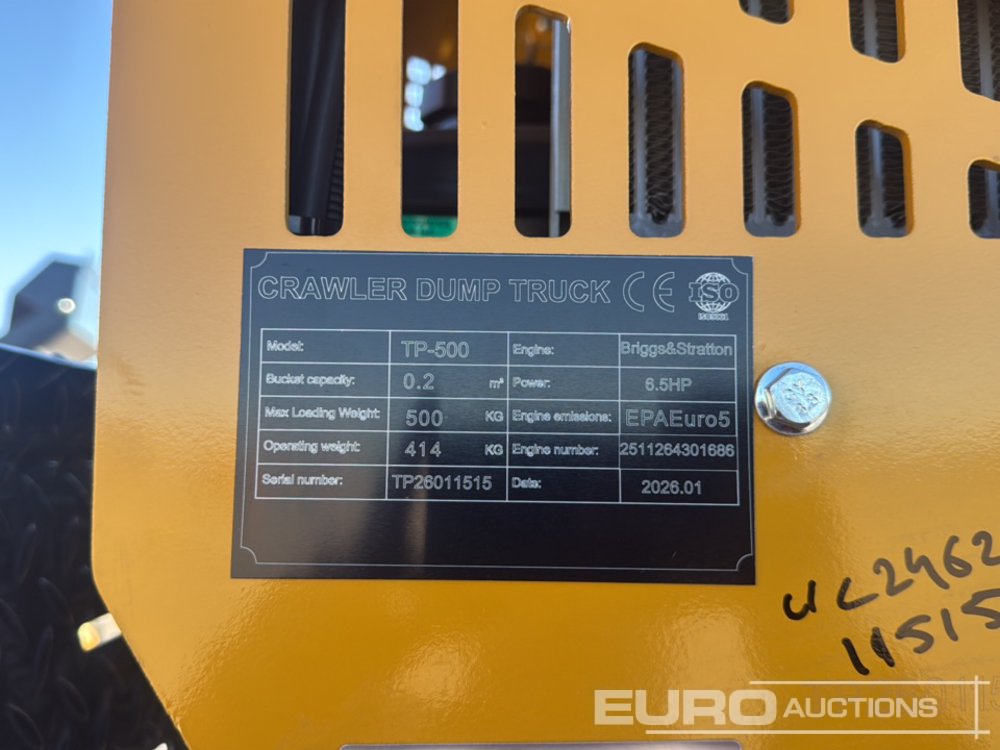 CRAWLER DUMP TRUCK CE ISO
ISO9001
Model: TP-500 Engine: Briggs&Stratton
Bucket capacity: 0.2 m³ Power: 6.5HP
Max Loading Weight: 500 KG Engine emissions: EPAEuro5
Operating weight: 414 KG Engine number: 2511264301686
Serial number: TP26011515 Date: 2026.01
2462
11515
EURO AUCTIONS